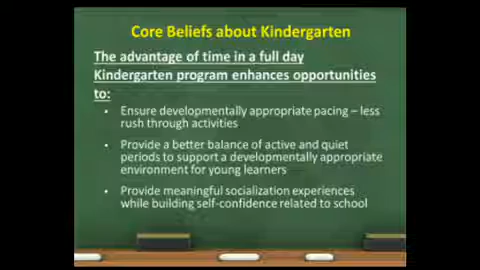 Core Beliefs about Kindergarten
The advantage of time in a full day
Kindergarten program enhances opportunities
to:
• Ensure developmentally appropriate pacing – less
rush through activities
• Provide a better balance of active and quiet
periods to support a developmentally appropriate
environment for young learners
• Provide meaningful socialization experiences
while building self-confidence related to school